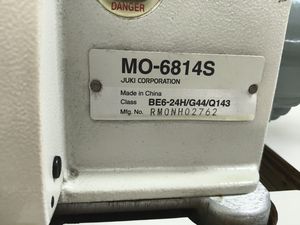 DANGER
MO-6814S
JUKI CORPORATION
Made in China
Class BE6-24H/G44/Q143
Mfg. No. RM0NH02762